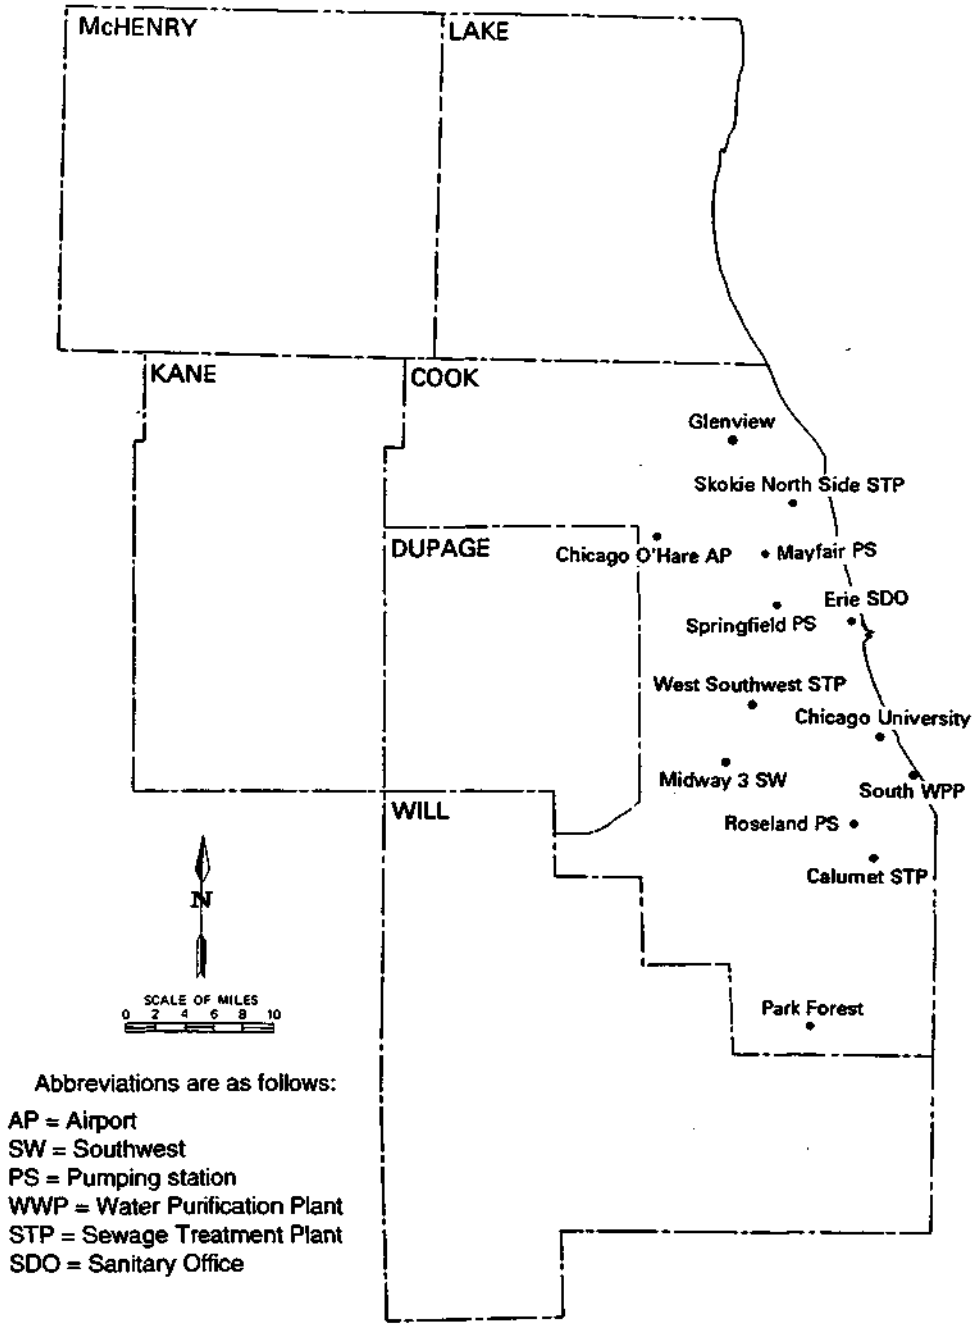 McHENRY
LAKE
KANE
COOK
Glenview
Skokie North Side STP
DUPAGE
Chicago O'Hare AP
Mayfair PS
Erie SDO
Springfield PS
West Southwest STP
Chicago University
Midway 3 SW
South WPP
WILL
Roseland PS
Calumet STP
N
SCALE OF MILES
0 2 4 6 8 10
Park Forest
Abbreviations are as follows:
AP = Airport
SW = Southwest
PS = Pumping station
WWP = Water Purification Plant
STP = Sewage Treatment Plant
SDO = Sanitary Office